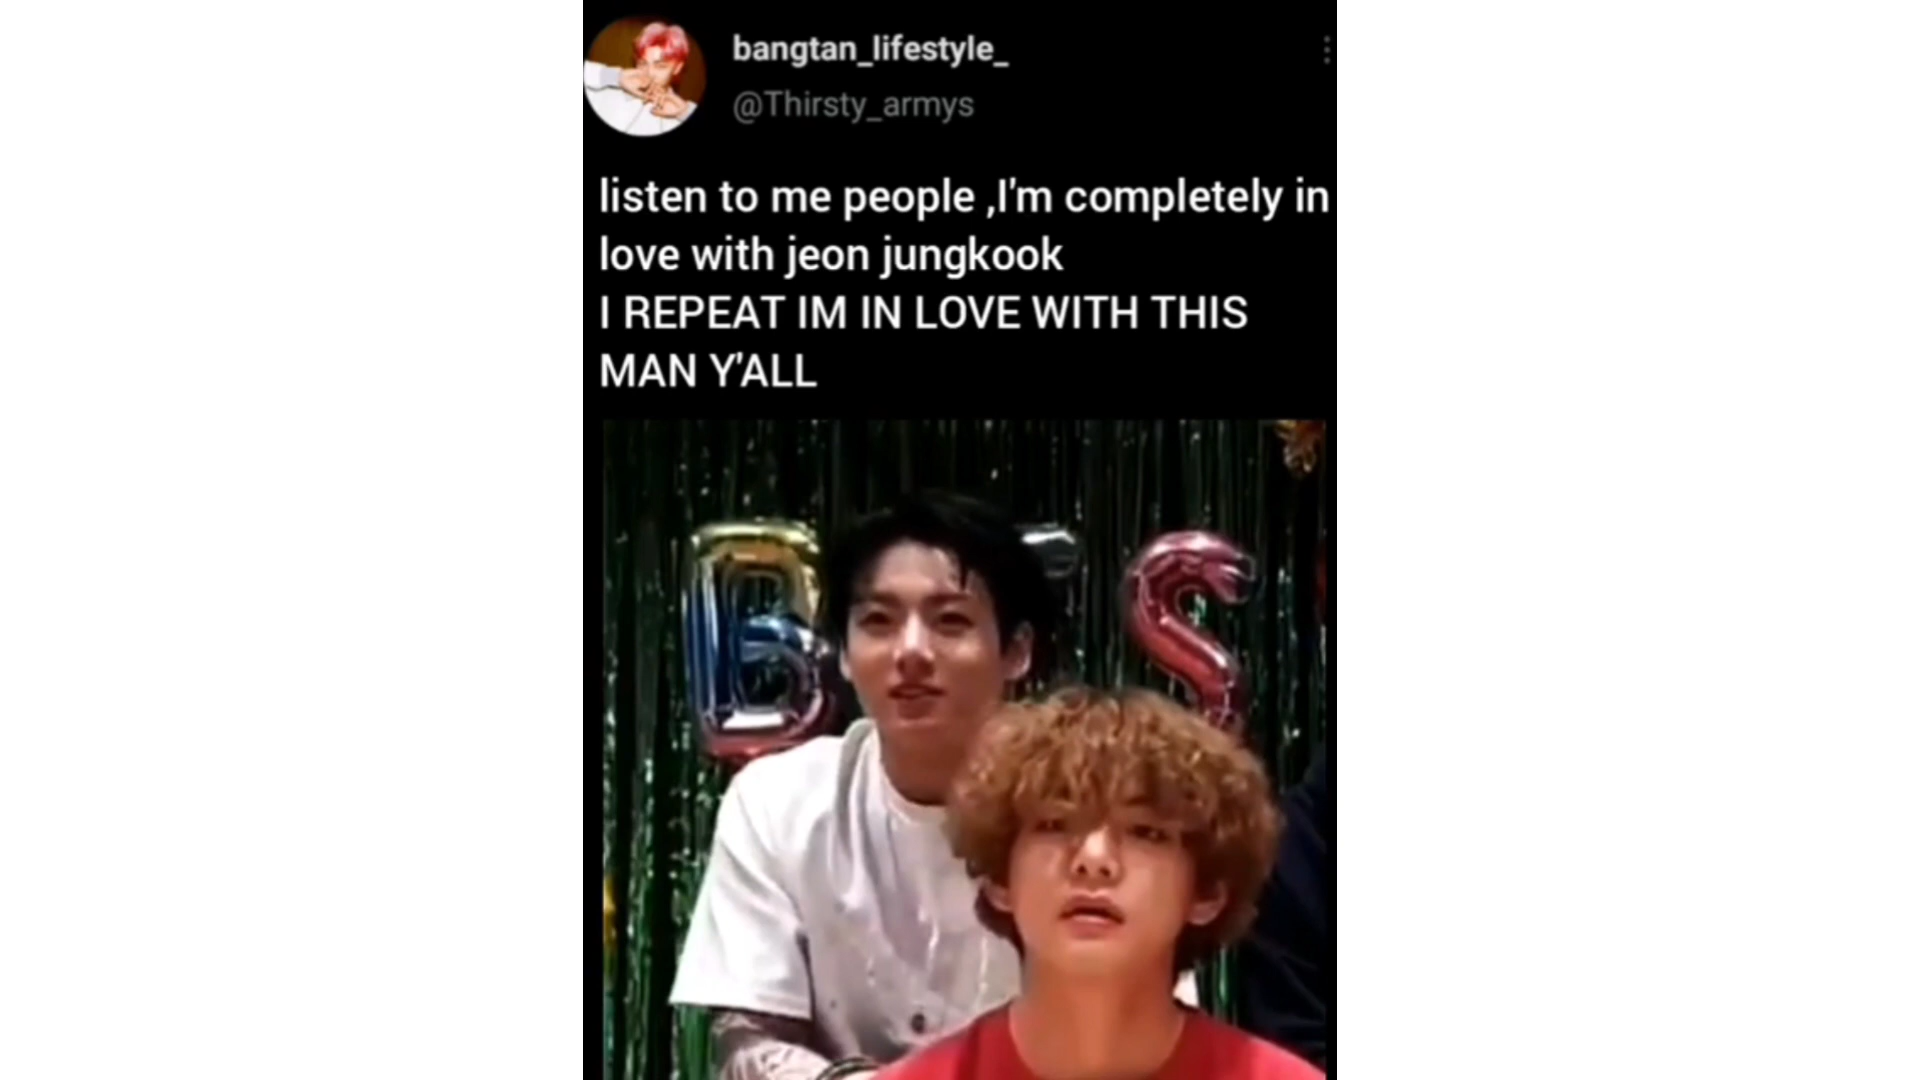 bangtan_lifestyle_
@Thirsty_armys
listen to me people ,I'm completely in
love with jeon jungkook
I REPEAT IM IN LOVE WITH THIS
MAN Y'ALL
B T S